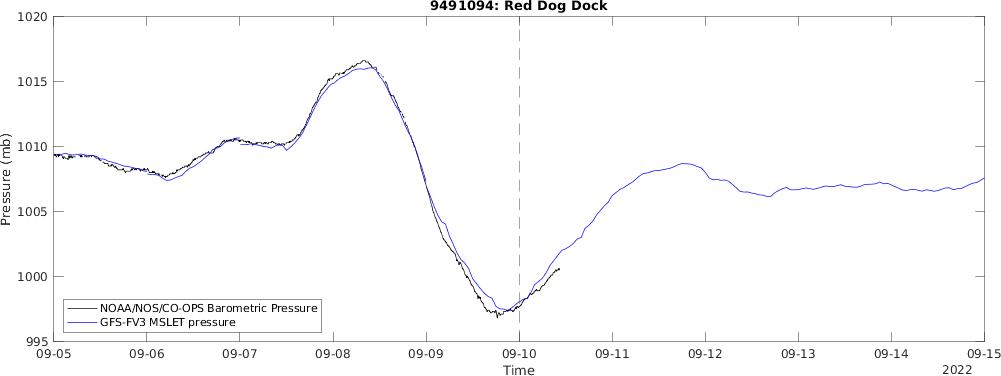 9491094: Red Dog Dock
Pressure (mb)
1020
1015
1010
1005
1000
995
NOAA/NOS/CO-OPS Barometric Pressure
GFS-FV3 MSLET pressure
09-05 09-06 09-07 09-08 09-09 09-10 09-11 09-12 09-13 09-14 09-15
Time
2022